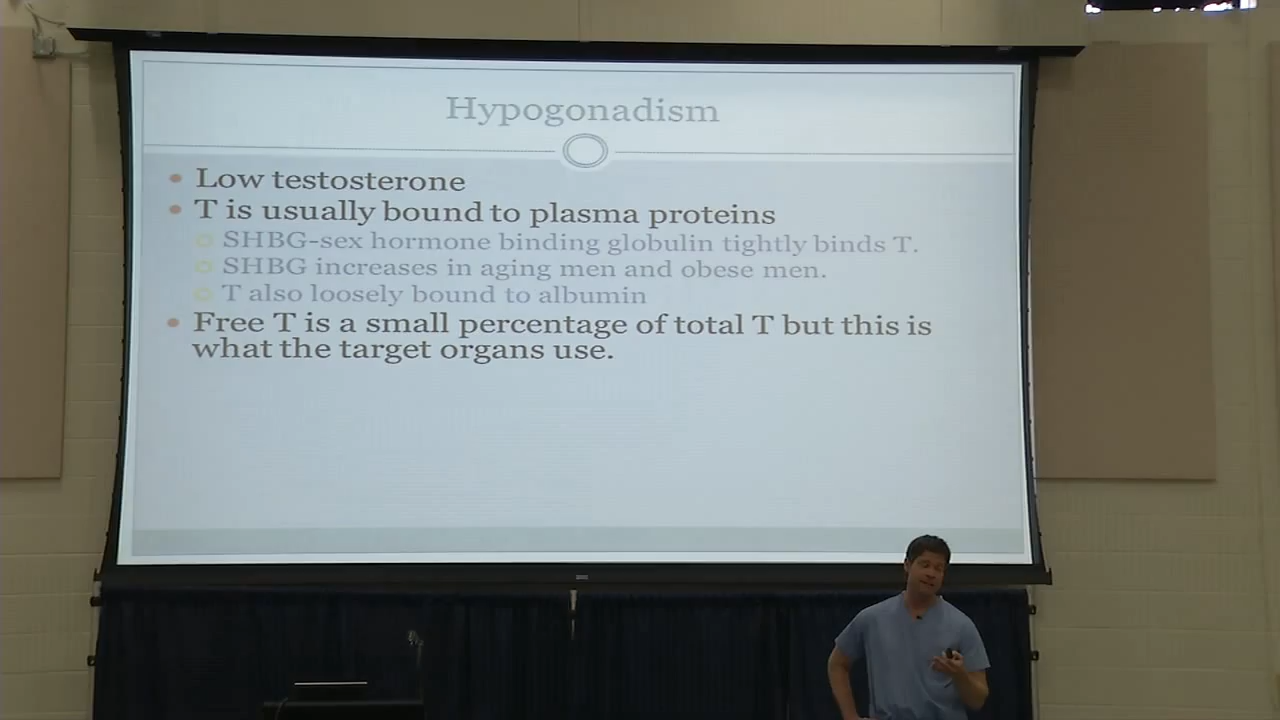 Hypogonadism
Low testosterone
T is usually bound to plasma proteins
SHBG-sex hormone binding globulin tightly binds T.
SHBG increases in aging men and obese men.
T also loosely bound to albumin
Free T is a small percentage of total T but this is
what the target organs use.